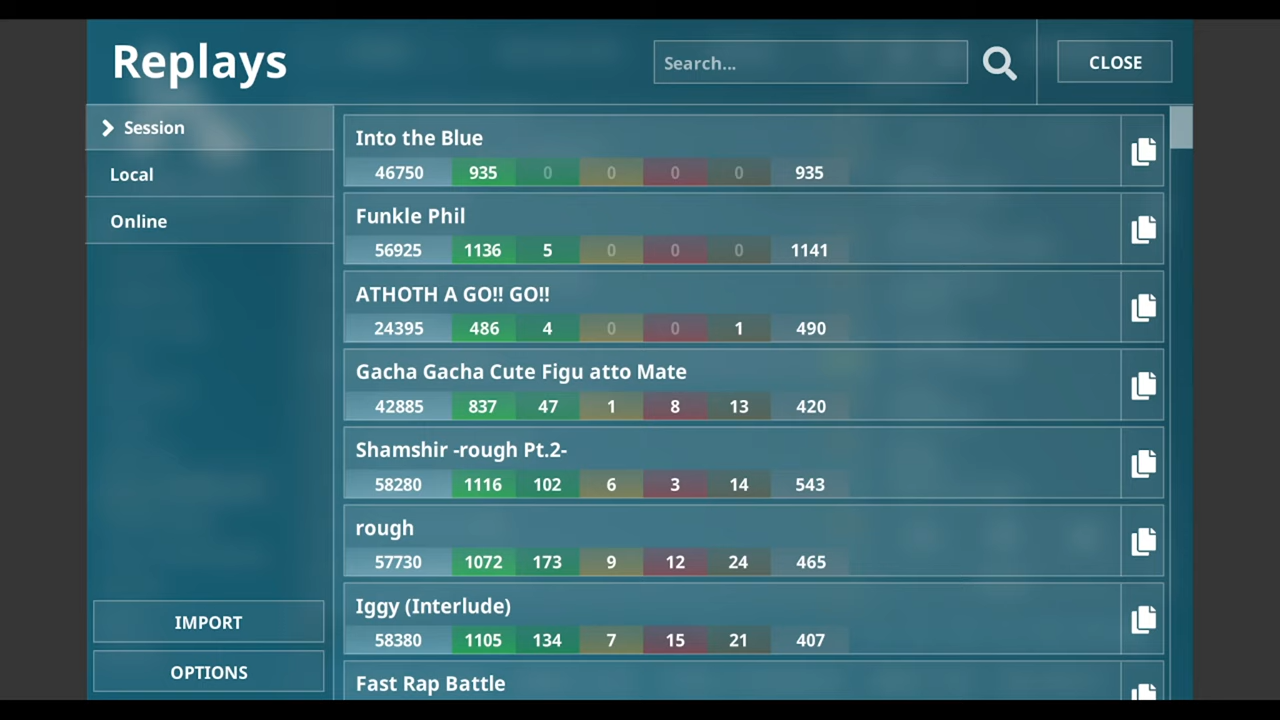 Replays
Search...
CLOSE
Session
Local
Online
IMPORT
OPTIONS
Into the Blue
46750 935 0 0 0 0 935
Funkle Phil
56925 1136 5 0 0 0 1141
ATHOTH A GO!! GO!!
24395 486 4 0 0 1 490
Gacha Gacha Cute Figu atto Mate
42885 837 47 1 8 13 420
Shamshir -rough Pt.2-
58280 1116 102 6 3 14 543
rough
57730 1072 173 9 12 24 465
Iggy (Interlude)
58380 1105 134 7 15 21 407
Fast Rap Battle